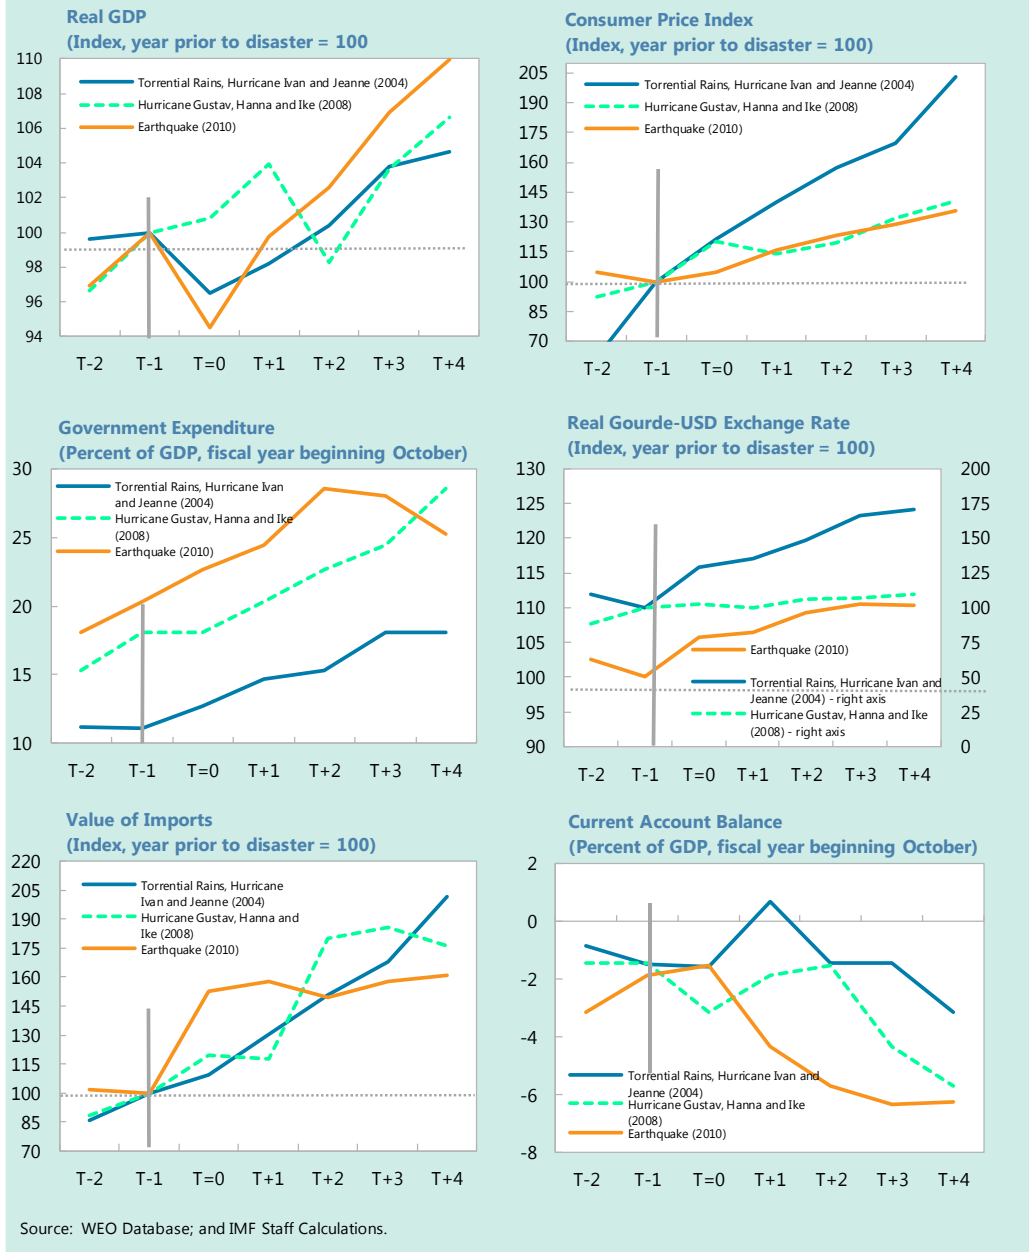 Real GDP
(Index, year prior to disaster = 100
110
108
106
104
102
100
98
96
94
Torrential Rains, Hurricane Ivan and Jeanne (2004)
Hurricane Gustav, Hanna and Ike (2008)
Earthquake (2010)
T-2 T-1 T=0 T+1 T+2 T+3 T+4
Consumer Price Index
(Index, year prior to disaster = 100)
205
190
175
160
145
130
115
100
85
70
Torrential Rains, Hurricane Ivan and Jeanne (2004)
Hurricane Gustav, Hanna and Ike (2008)
Earthquake (2010)
T-2 T-1 T=0 T+1 T+2 T+3 T+4
Government Expenditure
(Percent of GDP, fiscal year beginning October)
30
25
20
15
10
Torrential Rains, Hurricane Ivan
and Jeanne (2004)
Hurricane Gustav, Hanna and Ike
(2008)
Earthquake (2010)
T-2 T-1 T=0 T+1 T+2 T+3 T+4
Real Gourde-USD Exchange Rate
(Index, year prior to disaster = 100)
130
125
120
115
110
105
100
95
90
200
175
150
125
100
75
50
25
0
Earthquake (2010)
Torrential Rains, Hurricane Ivan and
Jeanne (2004) - right axis
Hurricane Gustav, Hanna and Ike
(2008) - right axis
T-2 T-1 T=0 T+1 T+2 T+3 T+4
Value of Imports
(Index, year prior to disaster = 100)
220
205
190
175
160
145
130
115
100
85
70
Torrential Rains, Hurricane
Ivan and Jeanne (2004)
Hurricane Gustav, Hanna and
Ike (2008)
Earthquake (2010)
T-2 T-1 T=0 T+1 T+2 T+3 T+4
Current Account Balance
(Percent of GDP, fiscal year beginning October)
2
0
-2
-4
-6
-8
Torrential Rains, Hurricane Ivan and
Jeanne (2004)
Hurricane Gustav, Hanna and Ike
(2008)
Earthquake (2010)
T-2 T-1 T=0 T+1 T+2 T+3 T+4
Source: WEO Database; and IMF Staff Calculations.